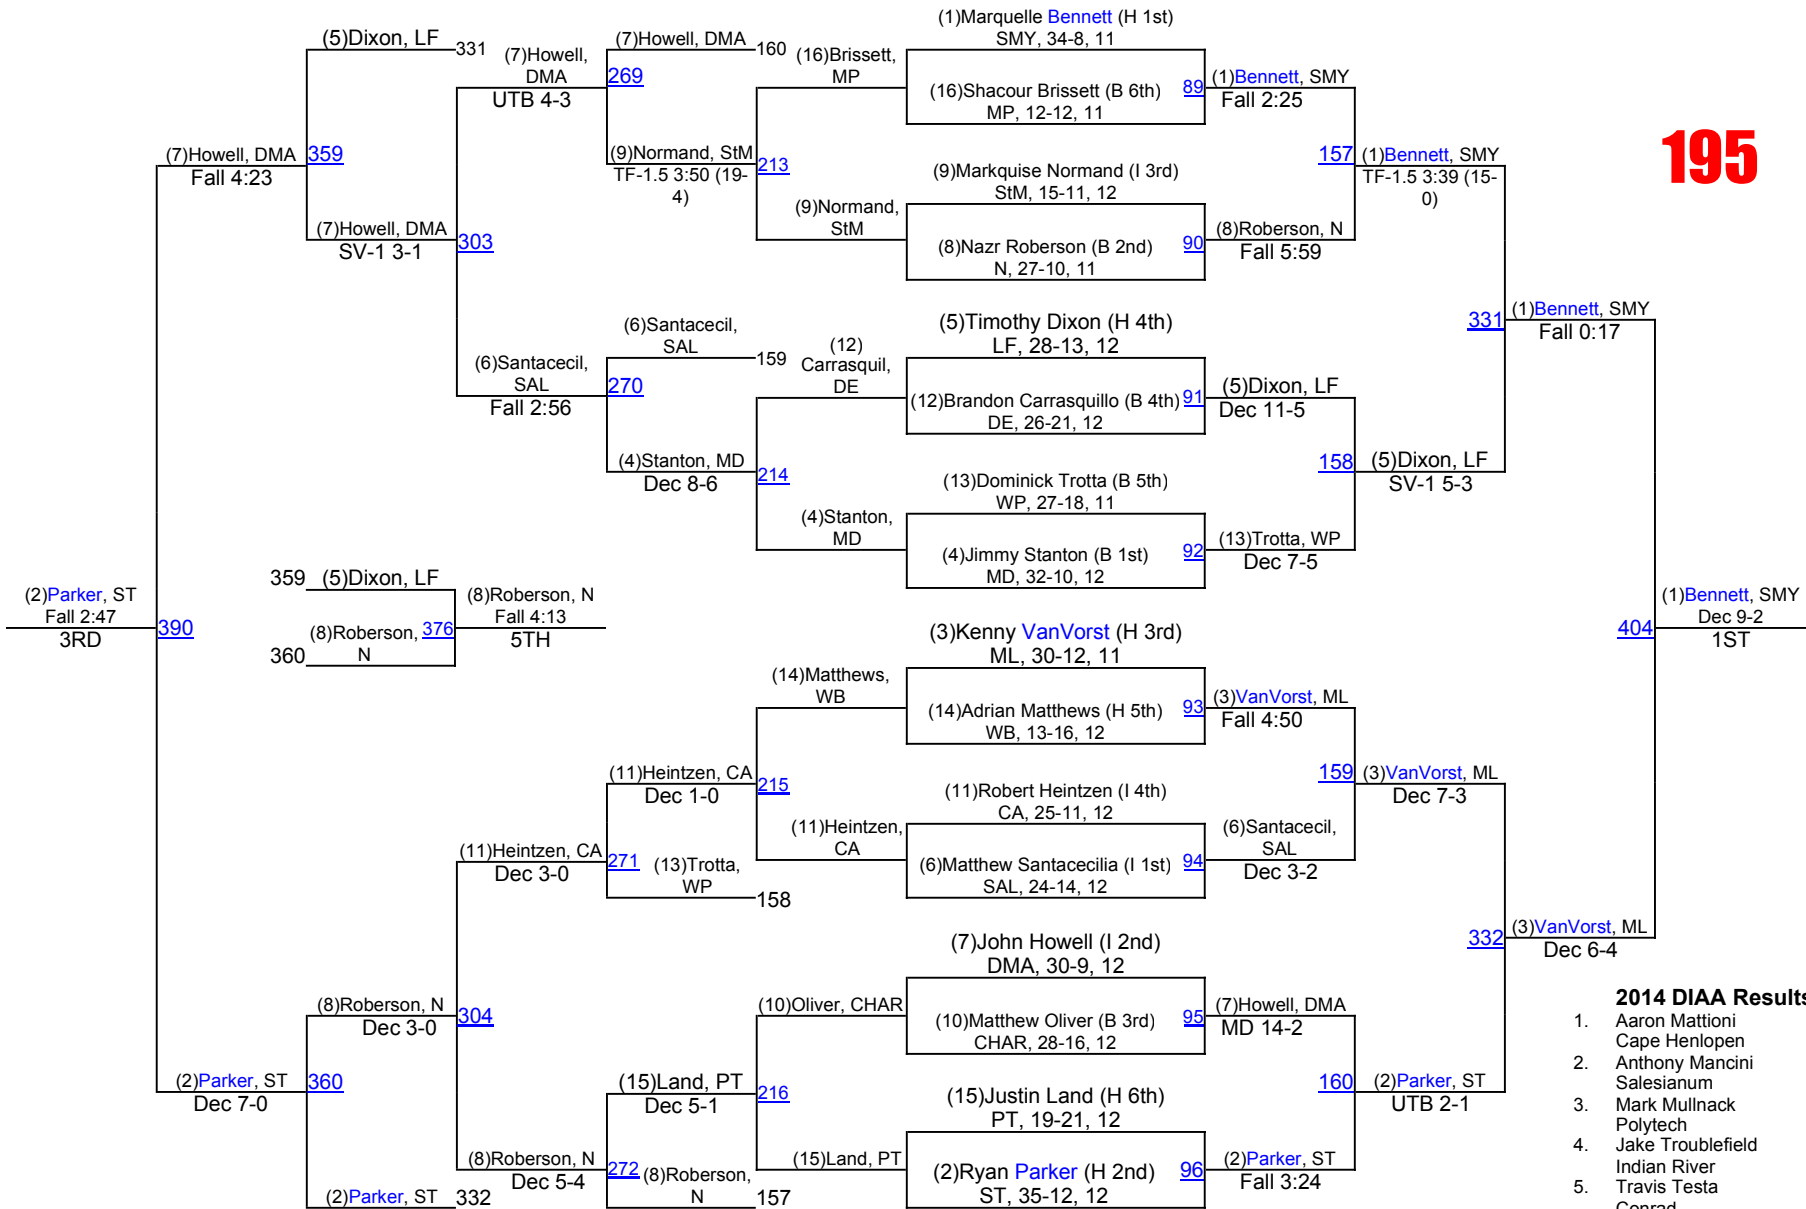 195
(1)Marquelle Bennett (H 1st)
SMY, 34-8, 11
(16)Shacour Brissett (B 6th)
MP, 12-12, 11
89
(9)Markquise Normand (I 3rd)
StM, 15-11, 12
(8)Nazr Roberson (B 2nd)
N, 27-10, 11
90
(5)Timothy Dixon (H 4th)
LF, 28-13, 12
(12)Brandon Carrasquillo (B 4th)
DE, 26-21, 12
91
(13)Dominick Trotta (B 5th)
WP, 27-18, 11
(4)Jimmy Stanton (B 1st)
MD, 32-10, 12
92
(3)Kenny VanVorst (H 3rd)
ML, 30-12, 11
(14)Adrian Matthews (H 5th)
WB, 13-16, 12
93
(11)Robert Heintzen (I 4th)
CA, 25-11, 12
(6)Matthew Santacecilia (I 1st)
SAL, 24-14, 12
94
(7)John Howell (I 2nd)
DMA, 30-9, 12
(10)Matthew Oliver (B 3rd)
CHAR, 28-16, 12
95
(15)Justin Land (H 6th)
PT, 19-21, 12
(2)Ryan Parker (H 2nd)
ST, 35-12, 12
96
(1)Bennett, SMY
Fall 2:25
157
(8)Roberson, N
Fall 5:59
(5)Dixon, LF
Dec 11-5
158
(13)Trotta, WP
Dec 7-5
(3)VanVorst, ML
Fall 4:50
159
(6)Santacecil,
SAL
Dec 3-2
(7)Howell, DMA
MD 14-2
160
(2)Parker, ST
Fall 3:24
(1)Bennett, SMY
TF-1.5 3:39 (15-
0)
331
(5)Dixon, LF
SV-1 5-3
(3)VanVorst, ML
Dec 7-3
332
(2)Parker, ST
UTB 2-1
(1)Bennett, SMY
Fall 0:17
404
(3)VanVorst, ML
Dec 6-4
(1)Bennett, SMY
Dec 9-2
1ST
(16)Brissett,
MP
213
(9)Normand,
StM
(12)
Carrasquil,
DE
214
(4)Stanton,
MD
(14)Matthews,
WB
215
(11)Heintzen,
CA
(10)Oliver, CHAR
216
(15)Land, PT
(7)Howell, DMA
160
269
(9)Normand, StM
TF-1.5 3:50 (19-
4)
(6)Santacecil,
SAL
159
270
(4)Stanton, MD
Dec 8-6
(11)Heintzen, CA
Dec 1-0
271
(13)Trotta,
WP
158
(15)Land, PT
Dec 5-1
272
(8)Roberson,
N
157
(7)Howell,
DMA
UTB 4-3
303
(6)Santacecil,
SAL
Fall 2:56
(11)Heintzen, CA
Dec 3-0
304
(8)Roberson, N
Dec 5-4
(5)Dixon, LF
331
359
(7)Howell, DMA
SV-1 3-1
(8)Roberson, N
Dec 3-0
360
(2)Parker, ST
332
(7)Howell, DMA
Fall 4:23
390
(2)Parker, ST
Dec 7-0
(2)Parker, ST
Fall 2:47
3RD
359
(5)Dixon, LF
360
(8)Roberson,
N
376
(8)Roberson, N
Fall 4:13
5TH
2014 DIAA Results
1. Aaron Mattioni
Cape Henlopen
2. Anthony Mancini
Salesianum
3. Mark Mullnack
Polytech
4. Jake Troublefield
Indian River
5. Travis Testa
Conrad